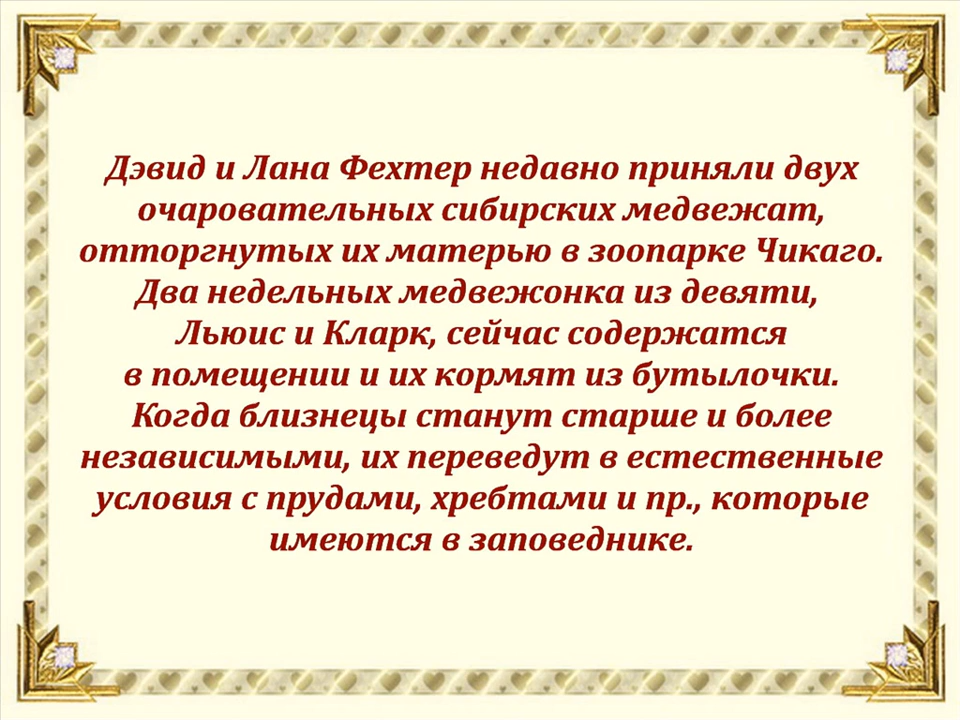 Дэвид и Лана Фехтер недавно приняли двух
очаровательных сибирских медвежат,
отторгнутых их матерью в зоопарке Чикаго.
Два недельных медвежонка из девяти,
Льюис и Кларк, сейчас содержатся
в помещении и их кормят из бутылочки.
Когда близнецы станут старше и более
независимыми, их переведут в естественные
условия с прудами, хребтами и пр., которые
имеются в заповеднике.